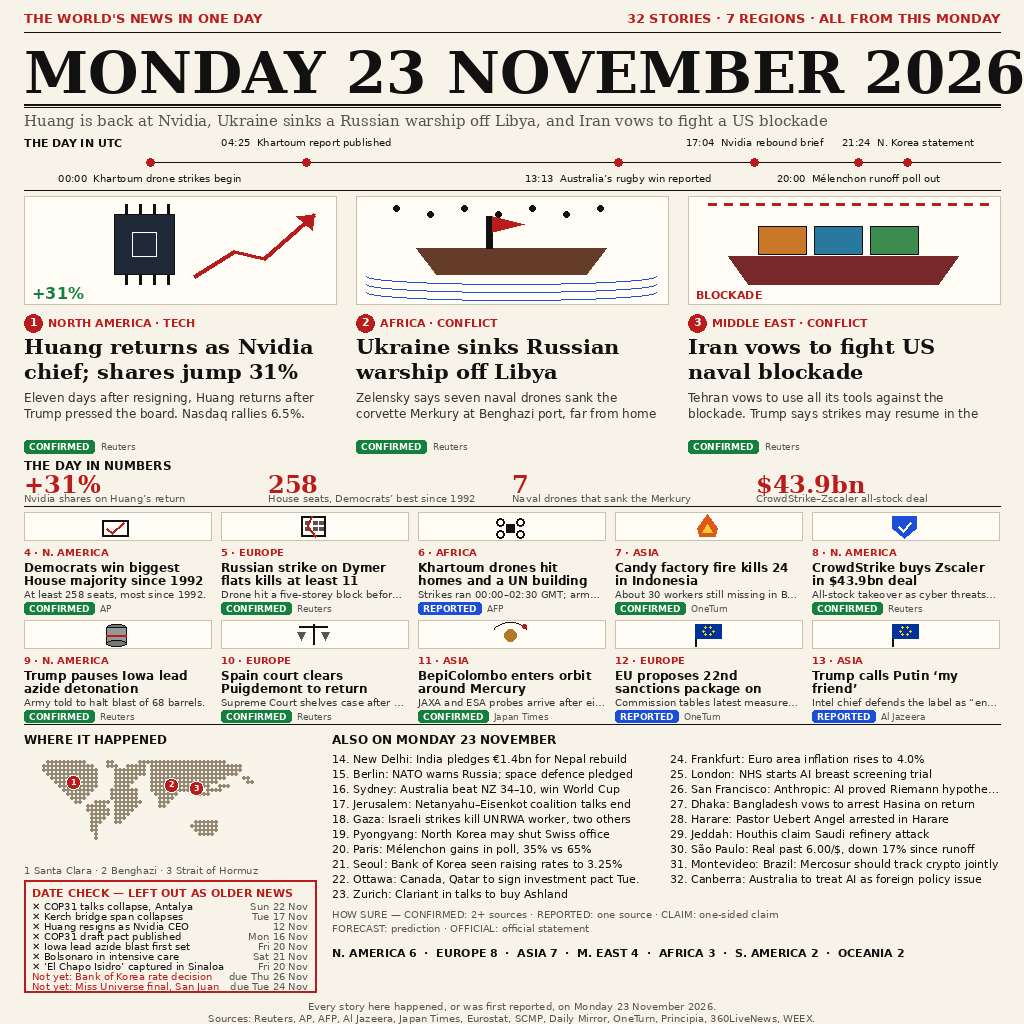 THE WORLD'S NEWS IN ONE DAY
32 STORIES · 7 REGIONS · ALL FROM THIS MONDAY
MONDAY 23 NOVEMBER 2026
Huang is back at Nvidia, Ukraine sinks a Russian warship off Libya, and Iran vows to fight a US blockade
THE DAY IN UTC
04:25 Khartoum report published
17:04 Nvidia rebound brief
21:24 N. Korea statement
00:00 Khartoum drone strikes begin
13:13 Australia’s rugby win reported
20:00 Mélenchon runoff poll out
+31%
BLOCKADE
1 NORTH AMERICA · TECH
Huang returns as Nvidia
chief; shares jump 31%
Eleven days after resigning, Huang returns after
Trump pressed the board. Nasdaq rallies 6.5%.
CONFIRMED Reuters
2 AFRICA · CONFLICT
Ukraine sinks Russian
warship off Libya
Zelensky says seven naval drones sank the
corvette Merkury at Benghazi port, far from home
CONFIRMED Reuters
3 MIDDLE EAST · CONFLICT
Iran vows to fight US
naval blockade
Tehran vows to use all its tools against the
blockade. Trump says strikes may resume in the
CONFIRMED Reuters
THE DAY IN NUMBERS
+31%
Nvidia shares on Huang’s return
258
House seats, Democrats’ best since 1992
7
Naval drones that sank the Merkury
$43.9bn
CrowdStrike–Zscaler all-stock deal
4 · N. AMERICA
Democrats win biggest
House majority since 1992
At least 258 seats, most since 1992.
CONFIRMED AP
5 · EUROPE
Russian strike on Dymer
flats kills at least 11
Drone hit a five-storey block befor...
CONFIRMED Reuters
6 · AFRICA
Khartoum drones hit
homes and a UN building
Strikes ran 00:00–02:30 GMT; arm...
REPORTED AFP
7 · ASIA
Candy factory fire kills 24
in Indonesia
About 30 workers still missing in B...
CONFIRMED OneTurn
8 · N. AMERICA
CrowdStrike buys Zscaler
in $43.9bn deal
All-stock takeover as cyber threats...
CONFIRMED Reuters
9 · N. AMERICA
Trump pauses Iowa lead
azide detonation
Army told to halt blast of 68 barrels.
CONFIRMED Reuters
10 · EUROPE
Spain court clears
Puigdemont to return
Supreme Court shelves case after ...
CONFIRMED Reuters
11 · ASIA
BepiColombo enters orbit
around Mercury
JAXA and ESA probes arrive after ei...
CONFIRMED Japan Times
12 · EUROPE
EU proposes 22nd
sanctions package on
Commission tables latest measure...
REPORTED OneTurn
13 · ASIA
Trump calls Putin ‘my
friend’
Intel chief defends the label as “en...
REPORTED Al Jazeera
WHERE IT HAPPENED
1
2
3
1 Santa Clara · 2 Benghazi · 3 Strait of Hormuz
DATE CHECK — LEFT OUT AS OLDER NEWS
✕ COP31 talks collapse, Antalya Sun 22 Nov
✕ Kerch bridge span collapses Tue 17 Nov
✕ Huang resigns as Nvidia CEO 12 Nov
✕ COP31 draft pact published Mon 16 Nov
✕ Iowa lead azide blast first set Fri 20 Nov
✕ Bolsonaro in intensive care Sat 21 Nov
✕ ‘El Chapo Isidro’ captured in Sinaloa Fri 20 Nov
Not yet: Bank of Korea rate decision due Thu 26 Nov
Not yet: Miss Universe final, San Juan due Tue 24 Nov
ALSO ON MONDAY 23 NOVEMBER
14. New Delhi: India pledges €1.4bn for Nepal rebuild
15. Berlin: NATO warns Russia; space defence pledged
16. Sydney: Australia beat NZ 34–10, win World Cup
17. Jerusalem: Netanyahu–Eisenkot coalition talks end
18. Gaza: Israeli strikes kill UNRWA worker, two others
19. Pyongyang: North Korea may shut Swiss office
20. Paris: Mélenchon gains in poll, 35% vs 65%
21. Seoul: Bank of Korea seen raising rates to 3.25%
22. Ottawa: Canada, Qatar to sign investment pact Tue.
23. Zurich: Clariant in talks to buy Ashland
24. Frankfurt: Euro area inflation rises to 4.0%
25. London: NHS starts AI breast screening trial
26. San Francisco: Anthropic: AI proved Riemann hypothe...
27. Dhaka: Bangladesh vows to arrest Hasina on return
28. Harare: Pastor Uebert Angel arrested in Harare
29. Jeddah: Houthis claim Saudi refinery attack
30. São Paulo: Real past 6.00/$, down 17% since runoff
31. Montevideo: Brazil: Mercosur should track crypto jointly
32. Canberra: Australia to treat AI as foreign policy issue
HOW SURE — CONFIRMED: 2+ sources · REPORTED: one source · CLAIM: one-sided claim
FORECAST: prediction · OFFICIAL: official statement
N. AMERICA 6 · EUROPE 8 · ASIA 7 · M. EAST 4 · AFRICA 3 · S. AMERICA 2 · OCEANIA 2
Every story here happened, or was first reported, on Monday 23 November 2026.
Sources: Reuters, AP, AFP, Al Jazeera, Japan Times, Eurostat, SCMP, Daily Mirror, OneTurn, Principia, 360LiveNews, WEEX.